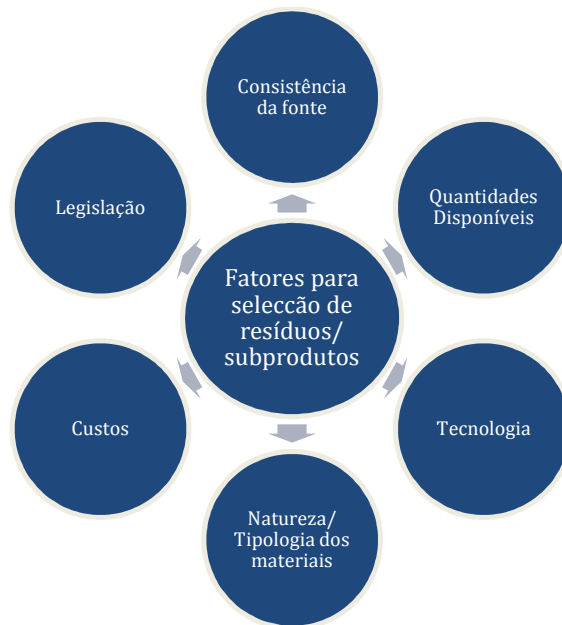 Consistência
da fonte
Legislação
Quantidades
Disponíveis
Fatores para
selecção de
resíduos/
subprodutos
Custos
Tecnologia
Natureza/
Tipologia dos
materiais